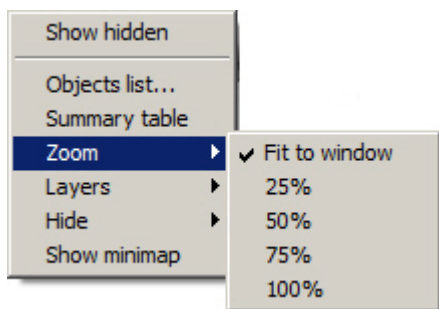 Show hidden
Objects list...
Summary table
Zoom
Layers
Hide
Show minimap
Fit to window
25%
50%
75%
100%